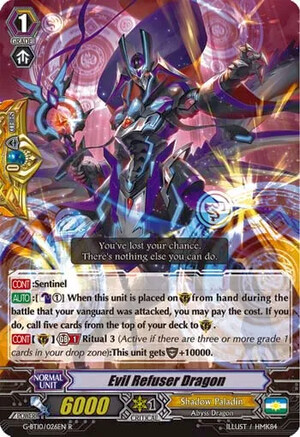 1
GRADE
You've lost your chance.
There's nothing else you can do.
CONT :Sentinel
AUTO :[1] When this unit is placed on G from hand during the
battle that your vanguard was attacked, you may pay the cost. If you
do, call five cards from the top of your deck to G.
CONT [1] Ritual 3 (Active if there are three or more grade 1
cards in your drop zone):This unit gets +10000.
NORMAL
UNIT
Evil Refuser Dragon
POWER
6000
1
CRITICAL
Shadow Paladin
Abyss Dragon
G-BT10/026EN R
ILLUST / HMK84